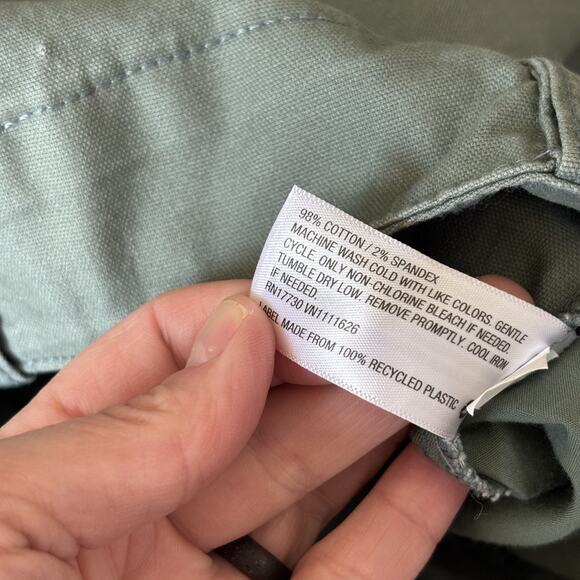 98% COTTON / 2% SPANDEX
MACHINE WASH COLD WITH LIKE COLORS. GENTLE
CYCLE. ONLY NON-CHLORINE BLEACH IF NEEDED.
TUMBLE DRY LOW. REMOVE PROMPTLY. COOL IRON
IF NEEDED.
RN17730 VN1111626
LABEL MADE FROM 100% RECYCLED PLASTIC